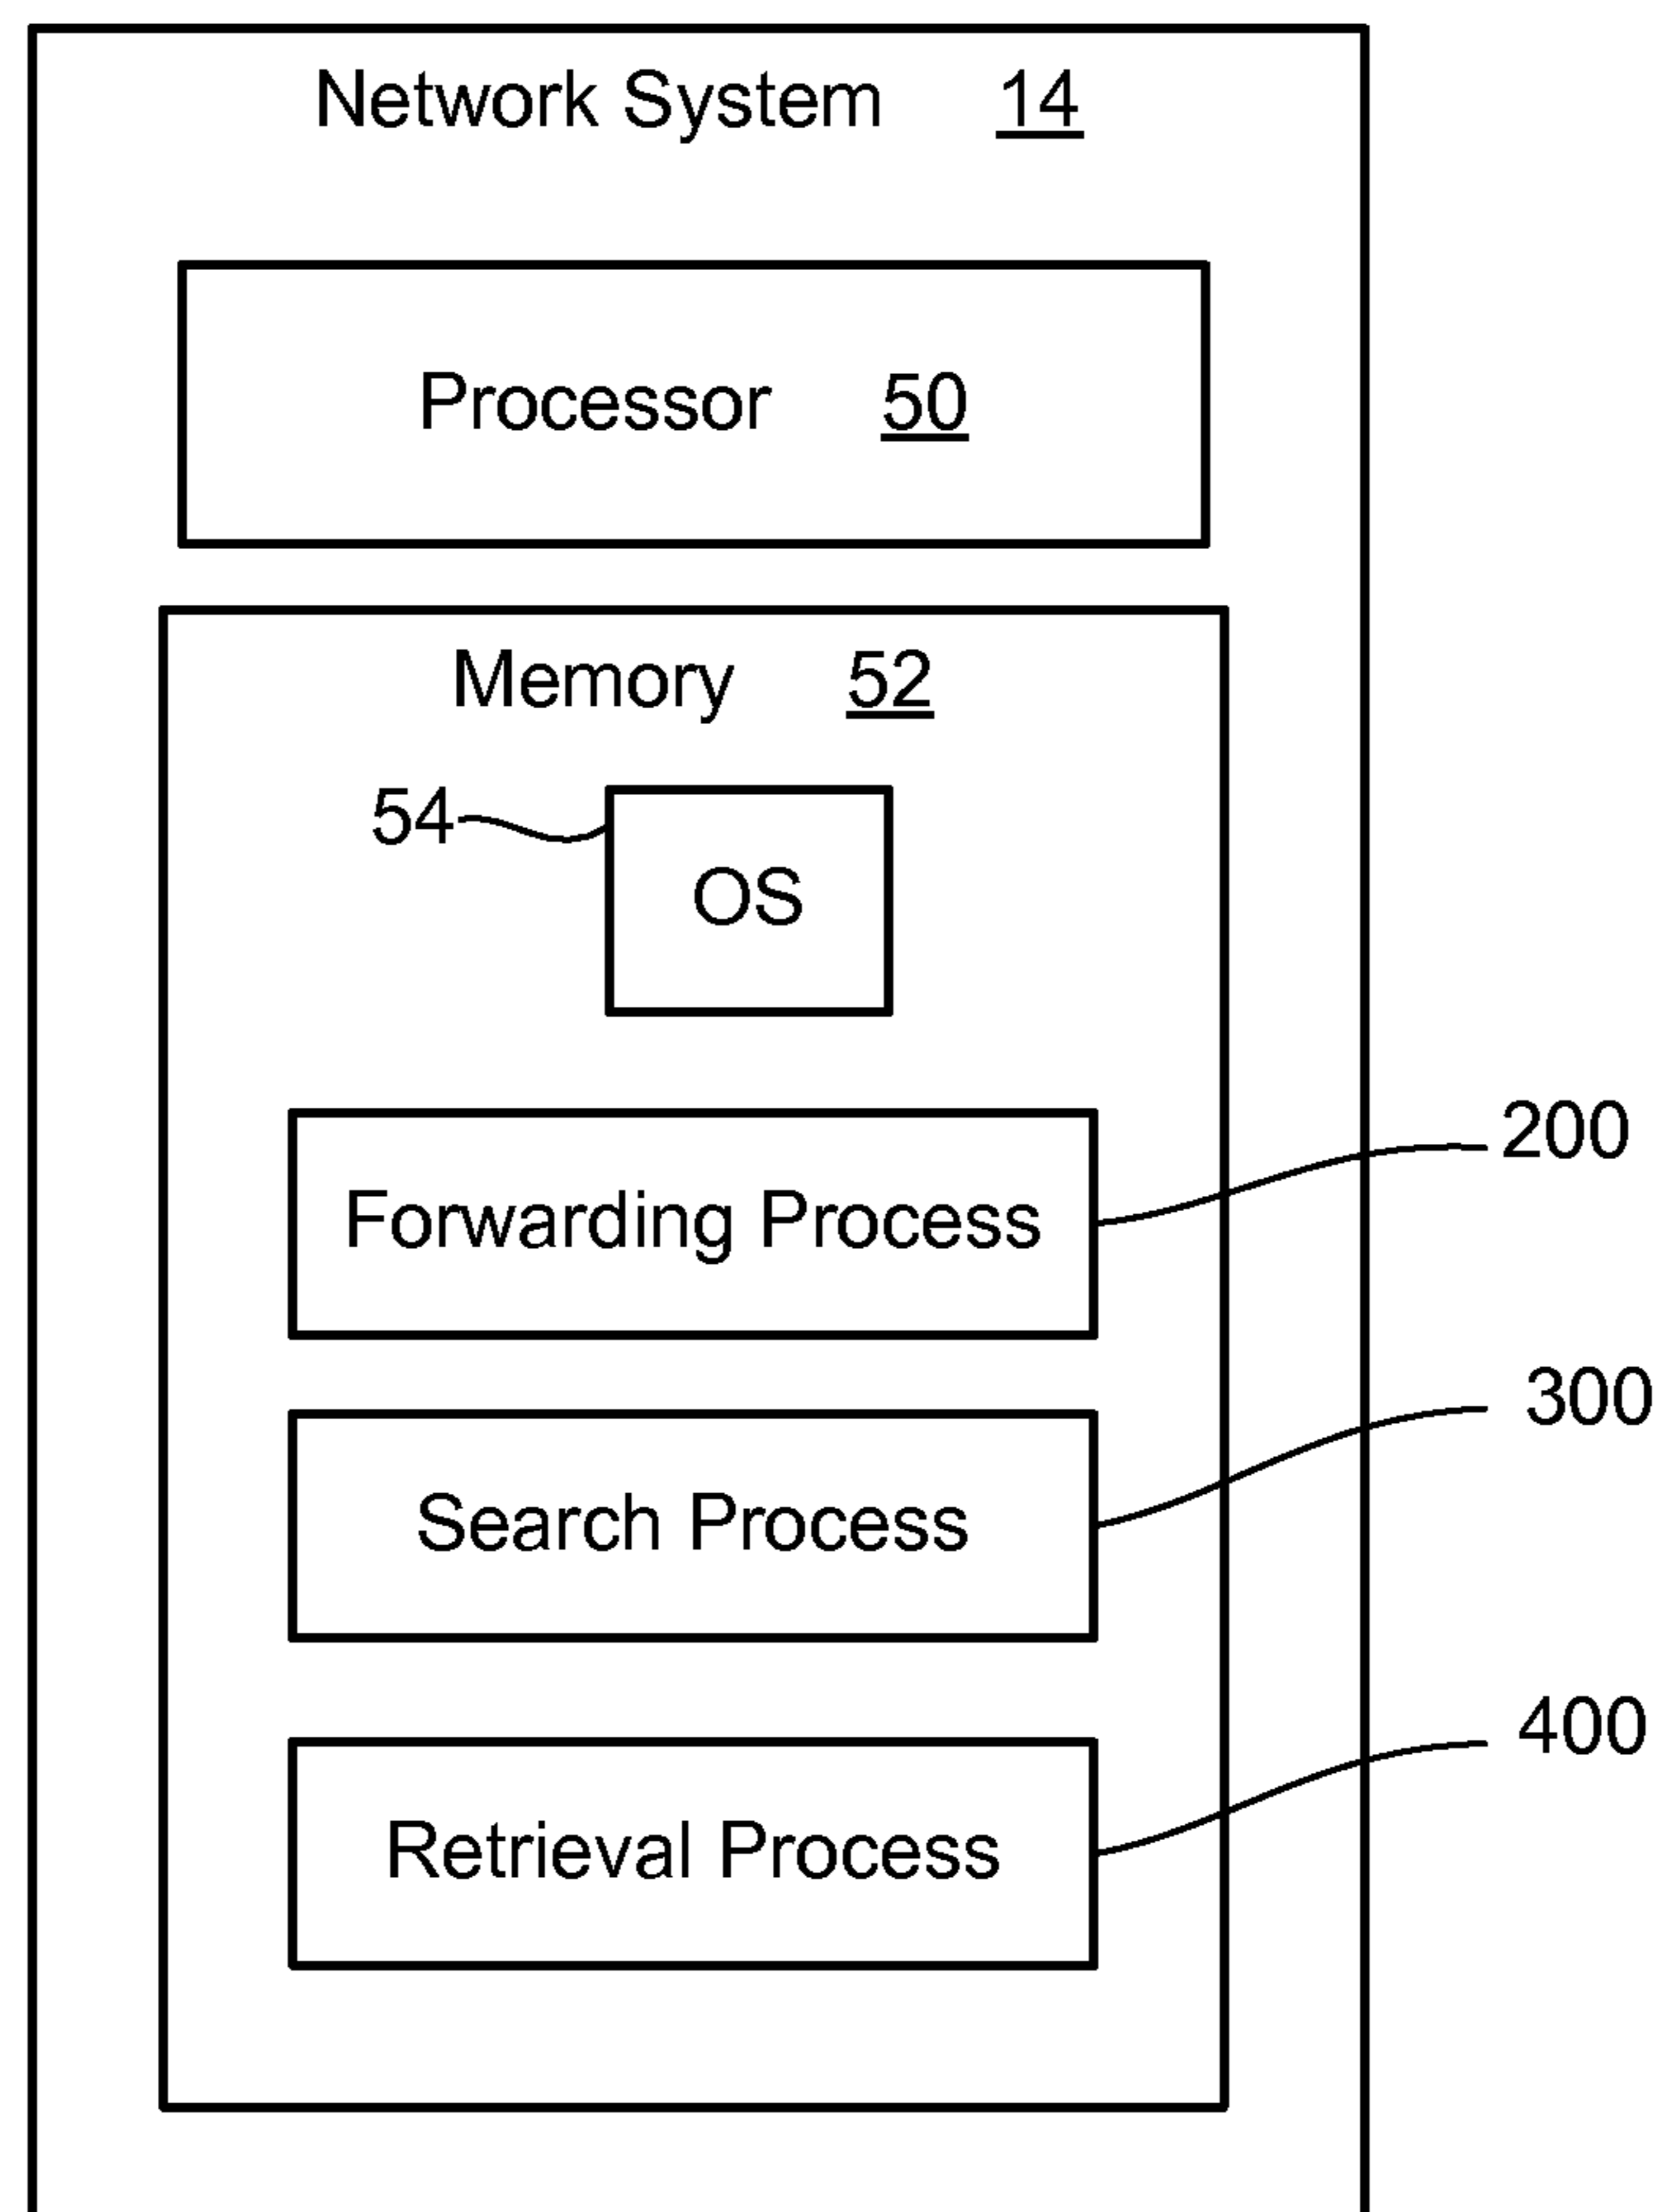 Network System 14
Processor 50
Memory 52
54
OS
200
Forwarding Process
300
Search Process
400
Retrieval Process